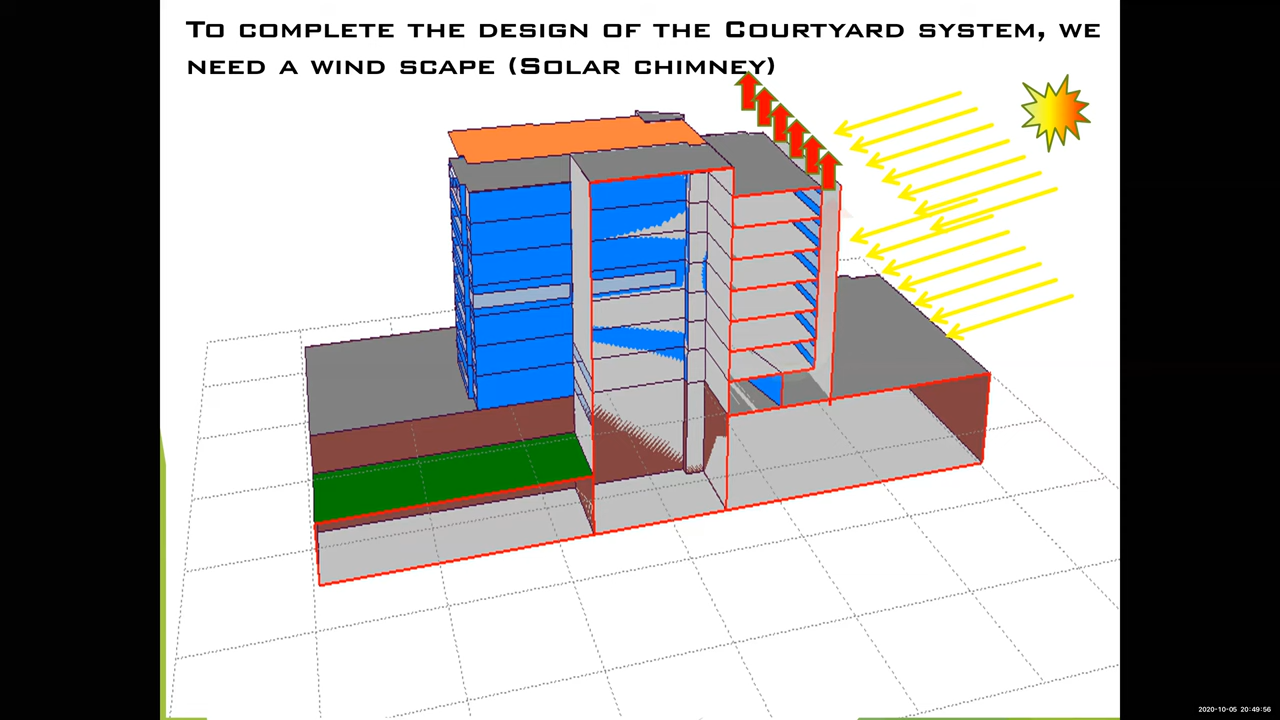 To complete the design of the Courtyard system, we
need a wind scape (Solar chimney)
2020-10-05 20:49:56